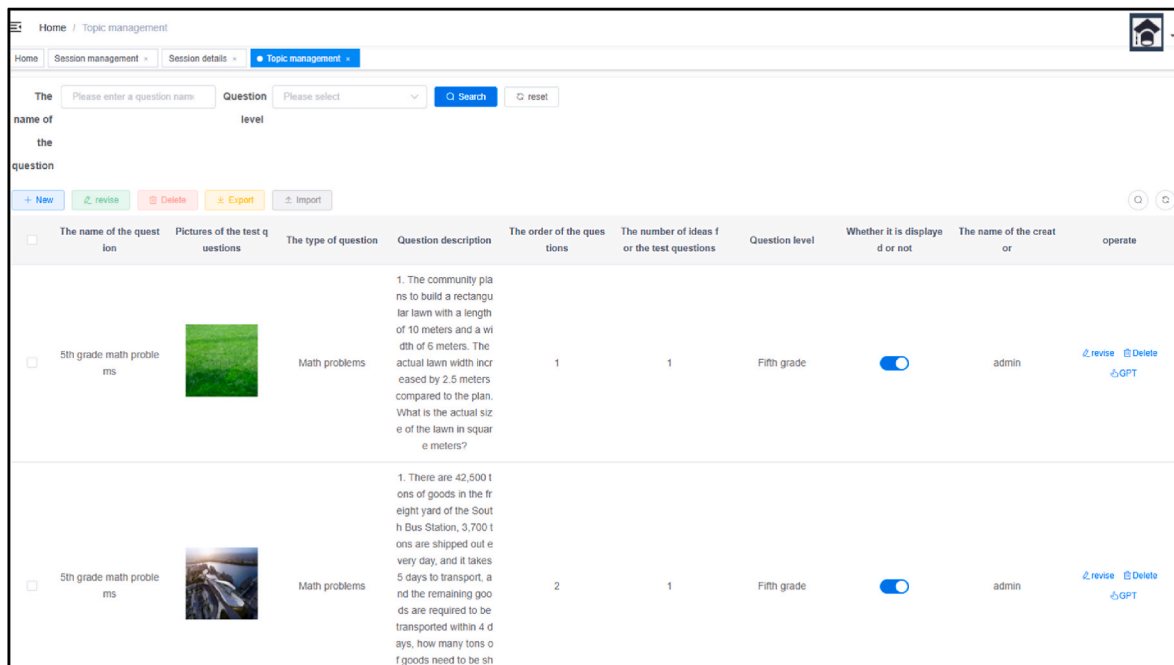 Home / Topic management
Home
Session management ×
Session details ×
Topic management ×
The
name of
the
question
Please enter a question name
Question
level
Please select
Search
reset
+ New
revise
Delete
Export
Import
The name of the quest
ion
Pictures of the test q
uestions
The type of question
Question description
The order of the ques
tions
The number of ideas f
or the test questions
Question level
Whether it is displaye
d or not
The name of the creat
or
operate
5th grade math proble
ms
Math problems
1. The community pla
ns to build a rectangu
lar lawn with a length
of 10 meters and a wi
dth of 6 meters. The
actual lawn width incr
eased by 2.5 meters
compared to the plan.
What is the actual siz
e of the lawn in squar
e meters?
1
1
Fifth grade
admin
revise
Delete
GPT
5th grade math proble
ms
Math problems
1. There are 42,500 t
ons of goods in the fr
eight yard of the Sout
h Bus Station, 3,700 t
ons are shipped out e
very day, and it takes
5 days to transport, a
nd the remaining goo
ds are required to be
transported within 4 d
ays, how many tons o
f goods need to be sh
2
1
Fifth grade
admin
revise
Delete
GPT